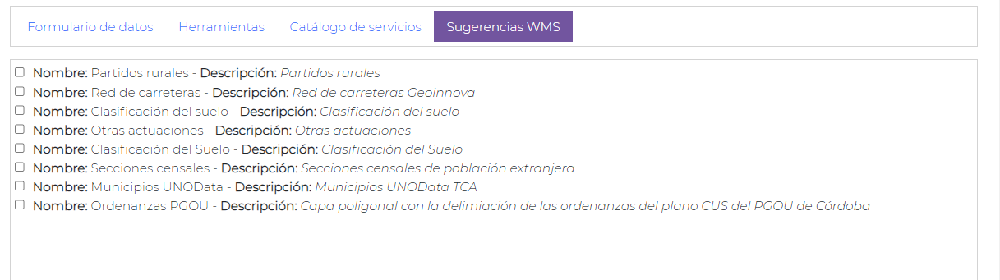 Formulario de datos Herramientas Catálogo de servicios Sugerencias WMS
Nombre: Partidos rurales - Descripción: Partidos rurales
Nombre: Red de carreteras - Descripción: Red de carreteras Geoinnova
Nombre: Clasificación del suelo - Descripción: Clasificación del suelo
Nombre: Otras actuaciones - Descripción: Otras actuaciones
Nombre: Clasificación del Suelo - Descripción: Clasificación del Suelo
Nombre: Secciones censales - Descripción: Secciones censales de población extranjera
Nombre: Municipios UNOData - Descripción: Municipios UNOData TCA
Nombre: Ordenanzas PGOU - Descripción: Capa poligonal con la delimiación de las ordenanzas del plano CUS del PGOU de Córdoba